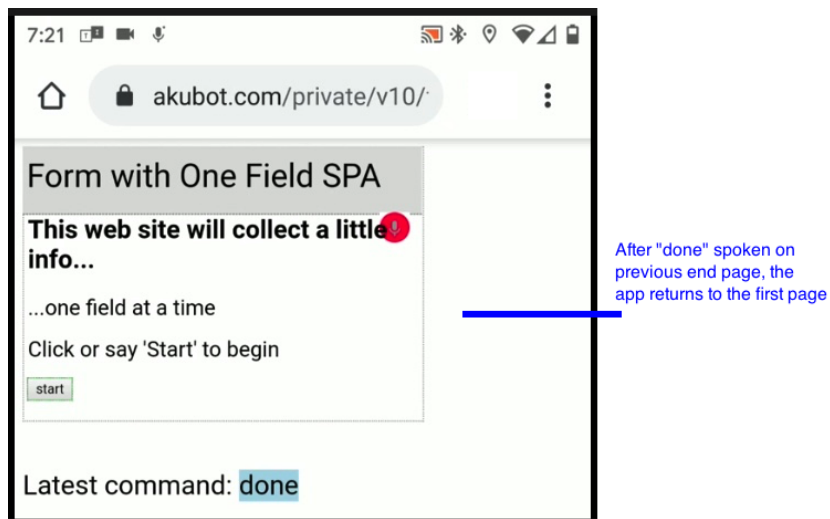 7:21
akubot.com/private/v10/
Form with One Field SPA
This web site will collect a little
info...
...one field at a time
Click or say 'Start' to begin
start
Latest command: done
After "done" spoken on
previous end page, the
app returns to the first page